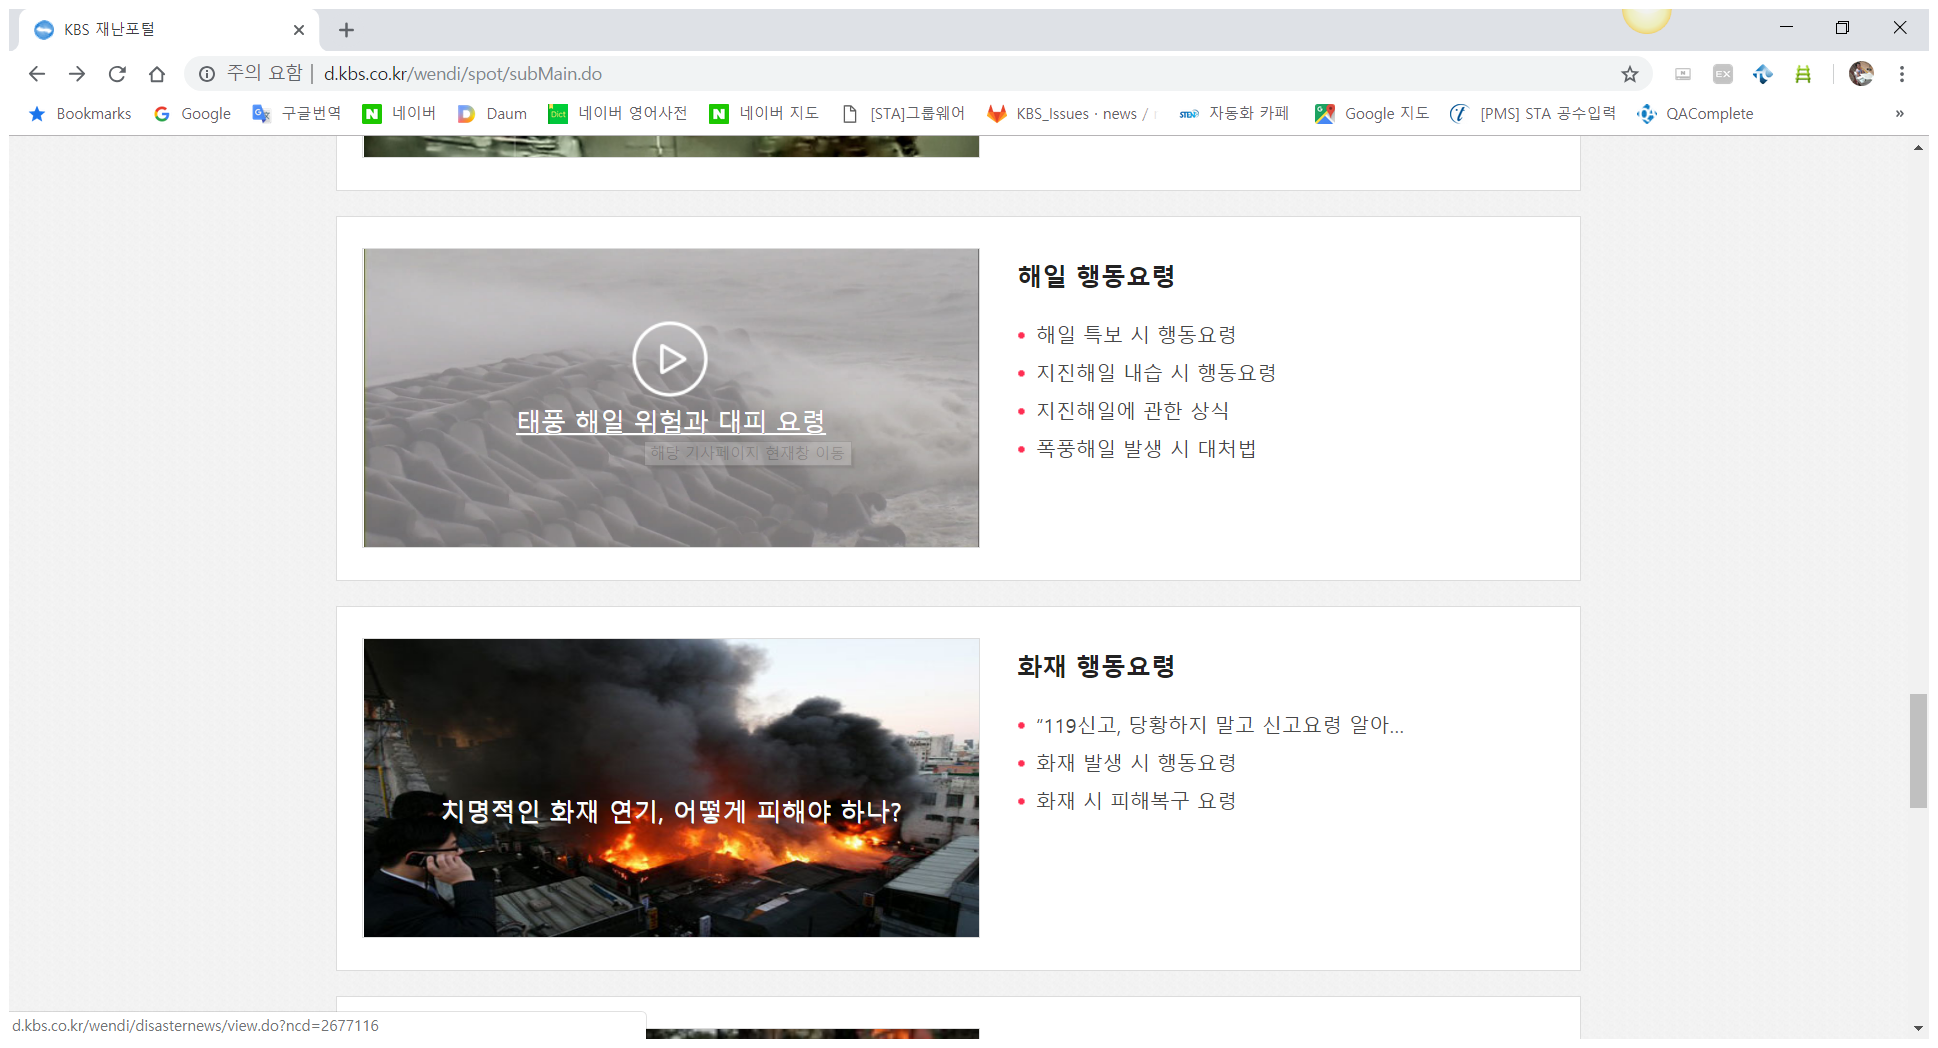 KBS 재난포털
주의 요함 | d.kbs.co.kr/wendi/spot/subMain.do
EX
Bookmarks Google 구글번역 네이버 Daum 네이버 영어사전 네이버 지도 [STA]그룹웨어 KBS_Issues · news / 자동화 카페 Google 지도 [PMS] STA 공수입력 QAComplete »
해일 행동요령
해일 특보 시 행동요령
지진해일 내습 시 행동요령
지진해일에 관한 상식
폭풍해일 발생 시 대처법
태풍 해일 위험과 대피 요령
해당 기사페이지 현재창 이동
화재 행동요령
“119신고, 당황하지 말고 신고요령 알아...
화재 발생 시 행동요령
화재 시 피해복구 요령
치명적인 화재 연기, 어떻게 피해야 하나?
d.kbs.co.kr/wendi/disasternews/view.do?ncd=2677116